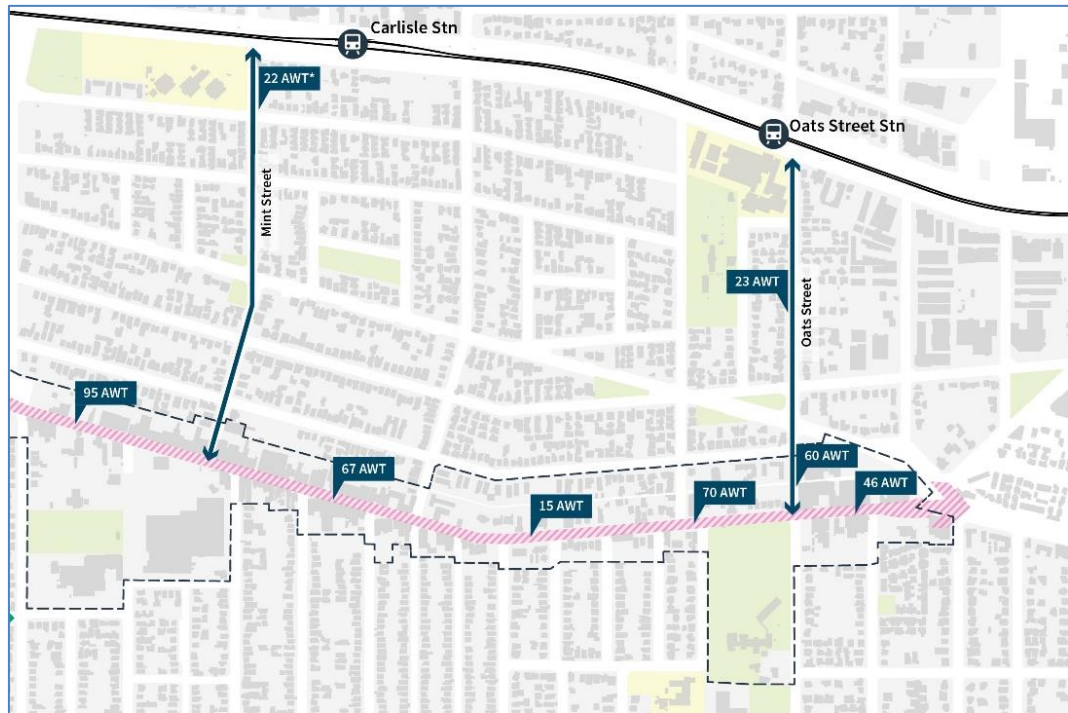 Carlisle Stn
22 AWT*
Oats Street Stn
Mint Street
23 AWT
Oats Street
95 AWT
67 AWT
60 AWT
46 AWT
70 AWT
15 AWT